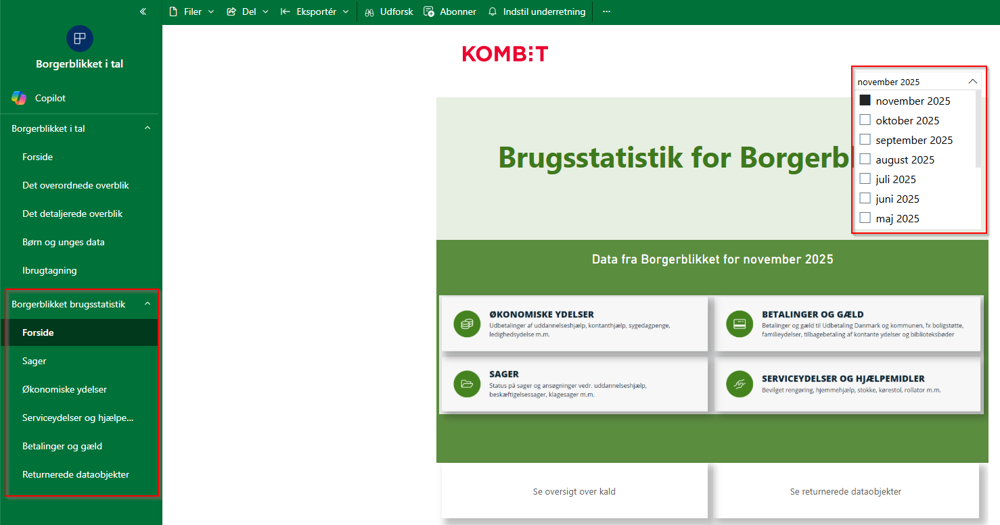 Filer
Del
Eksportér
Udforsk
Abonner
Indstil underretning
Borgerblikket i tal
Copilot
Borgerblikket i tal
Forside
Det overordnede overblik
Det detaljerede overblik
Børn og unges data
Ibrugtagning
Borgerblikket brugsstatistik
Forside
Sager
Økonomiske ydelser
Serviceydelser og hjælpe...
Betalinger og gæld
Returnerede dataobjekter
KOMBIT
november 2025
november 2025
oktober 2025
september 2025
august 2025
juli 2025
juni 2025
maj 2025
Brugsstatistik for Borgerb
Data fra Borgerblikket for november 2025
ØKONOMISKE YDELSER
Udbetalinger af uddannelseshjælp, kontanthjælp, sygedagpenge,
ledighedsydelse m.m.
BETALINGER OG GÆLD
Betalinger og gæld til Udbetaling Danmark og kommunen, fx boligstøtte,
familieydelser, tilbagebetaling af kontante ydelser og biblioteksbøder
SAGER
Status på sager og ansøgninger vedr. uddannelseshjælp,
beskæftigelsessager, klagesager m.m.
SERVICEYDELSER OG HJÆLPEMIDLER
Bevilget rengøring, hjemmehjælp, stokke, kørestol, rollator m.m.
Se oversigt over kald
Se returnerede dataobjekter